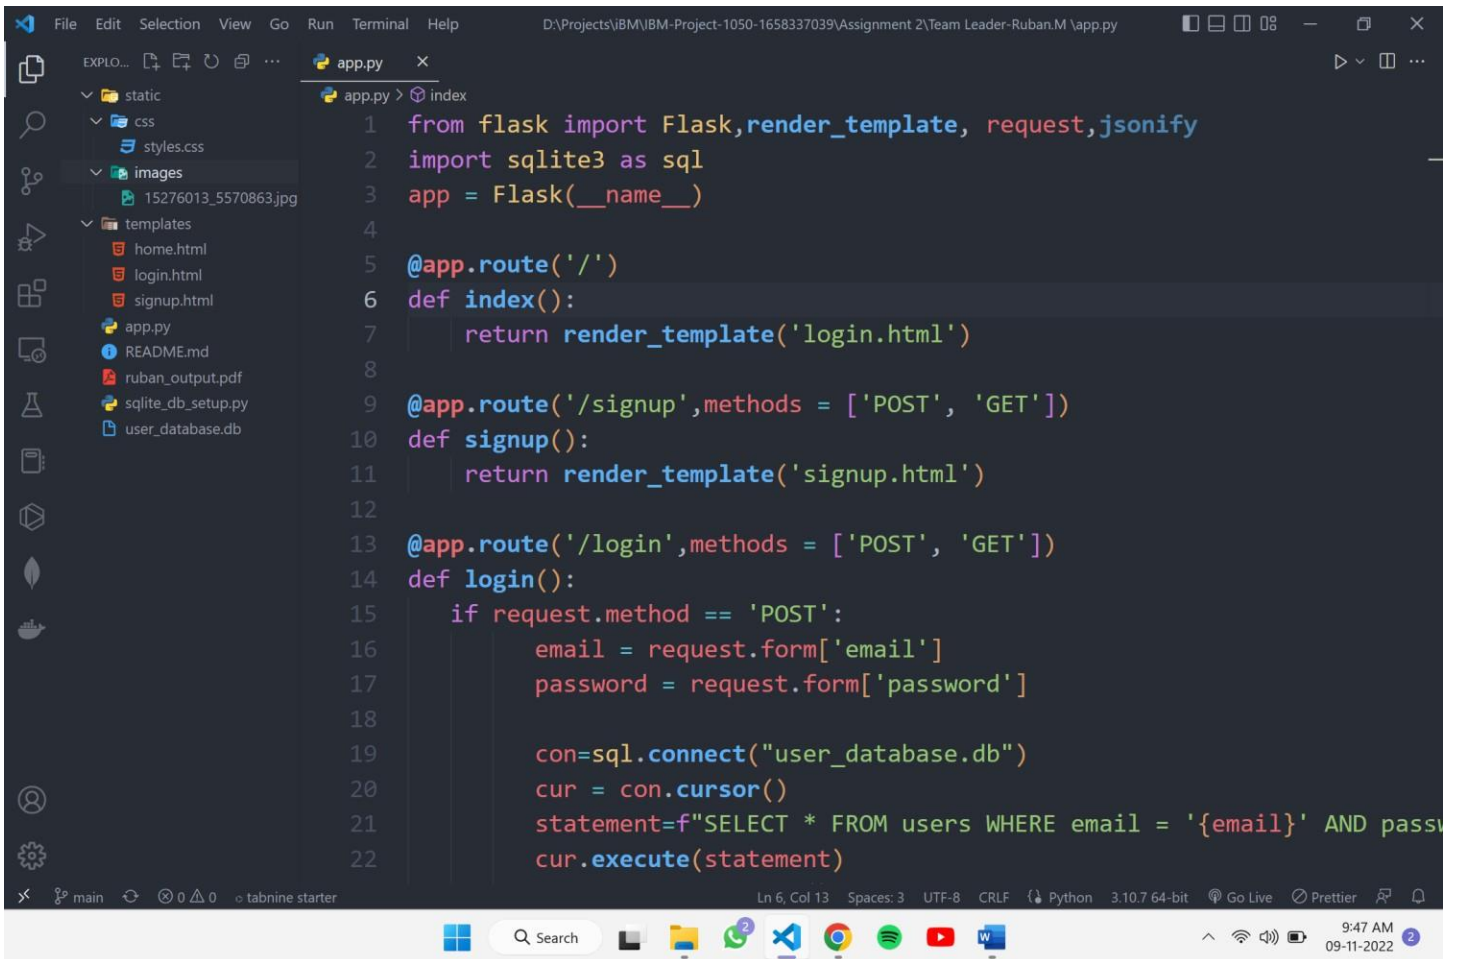 File Edit Selection View Go Run Terminal Help D:\Projects\iBM\IBM-Project-1050-1658337039\Assignment 2\Team Leader-Ruban.M \app.py
EXPLO... app.py
static
css
styles.css
images
15276013_5570863.jpg
templates
home.html
login.html
signup.html
app.py
README.md
ruban_output.pdf
sqlite_db_setup.py
user_database.db
app.py > index
1 from flask import Flask,render_template, request,jsonify
2 import sqlite3 as sql
3 app = Flask(__name__)
4
5 @app.route('/')
6 def index():
7 return render_template('login.html')
8
9 @app.route('/signup',methods = ['POST', 'GET'])
10 def signup():
11 return render_template('signup.html')
12
13 @app.route('/login',methods = ['POST', 'GET'])
14 def login():
15 if request.method == 'POST':
16 email = request.form['email']
17 password = request.form['password']
18
19 con=sql.connect("user_database.db")
20 cur = con.cursor()
21 statement=f"SELECT * FROM users WHERE email = '{email}' AND passw
22 cur.execute(statement)
main 0 0 tabnine starter Ln 6, Col 13 Spaces: 3 UTF-8 CRLF Python 3.10.7 64-bit Go Live Prettier
Search 2 W 9:47 AM
09-11-2022 2